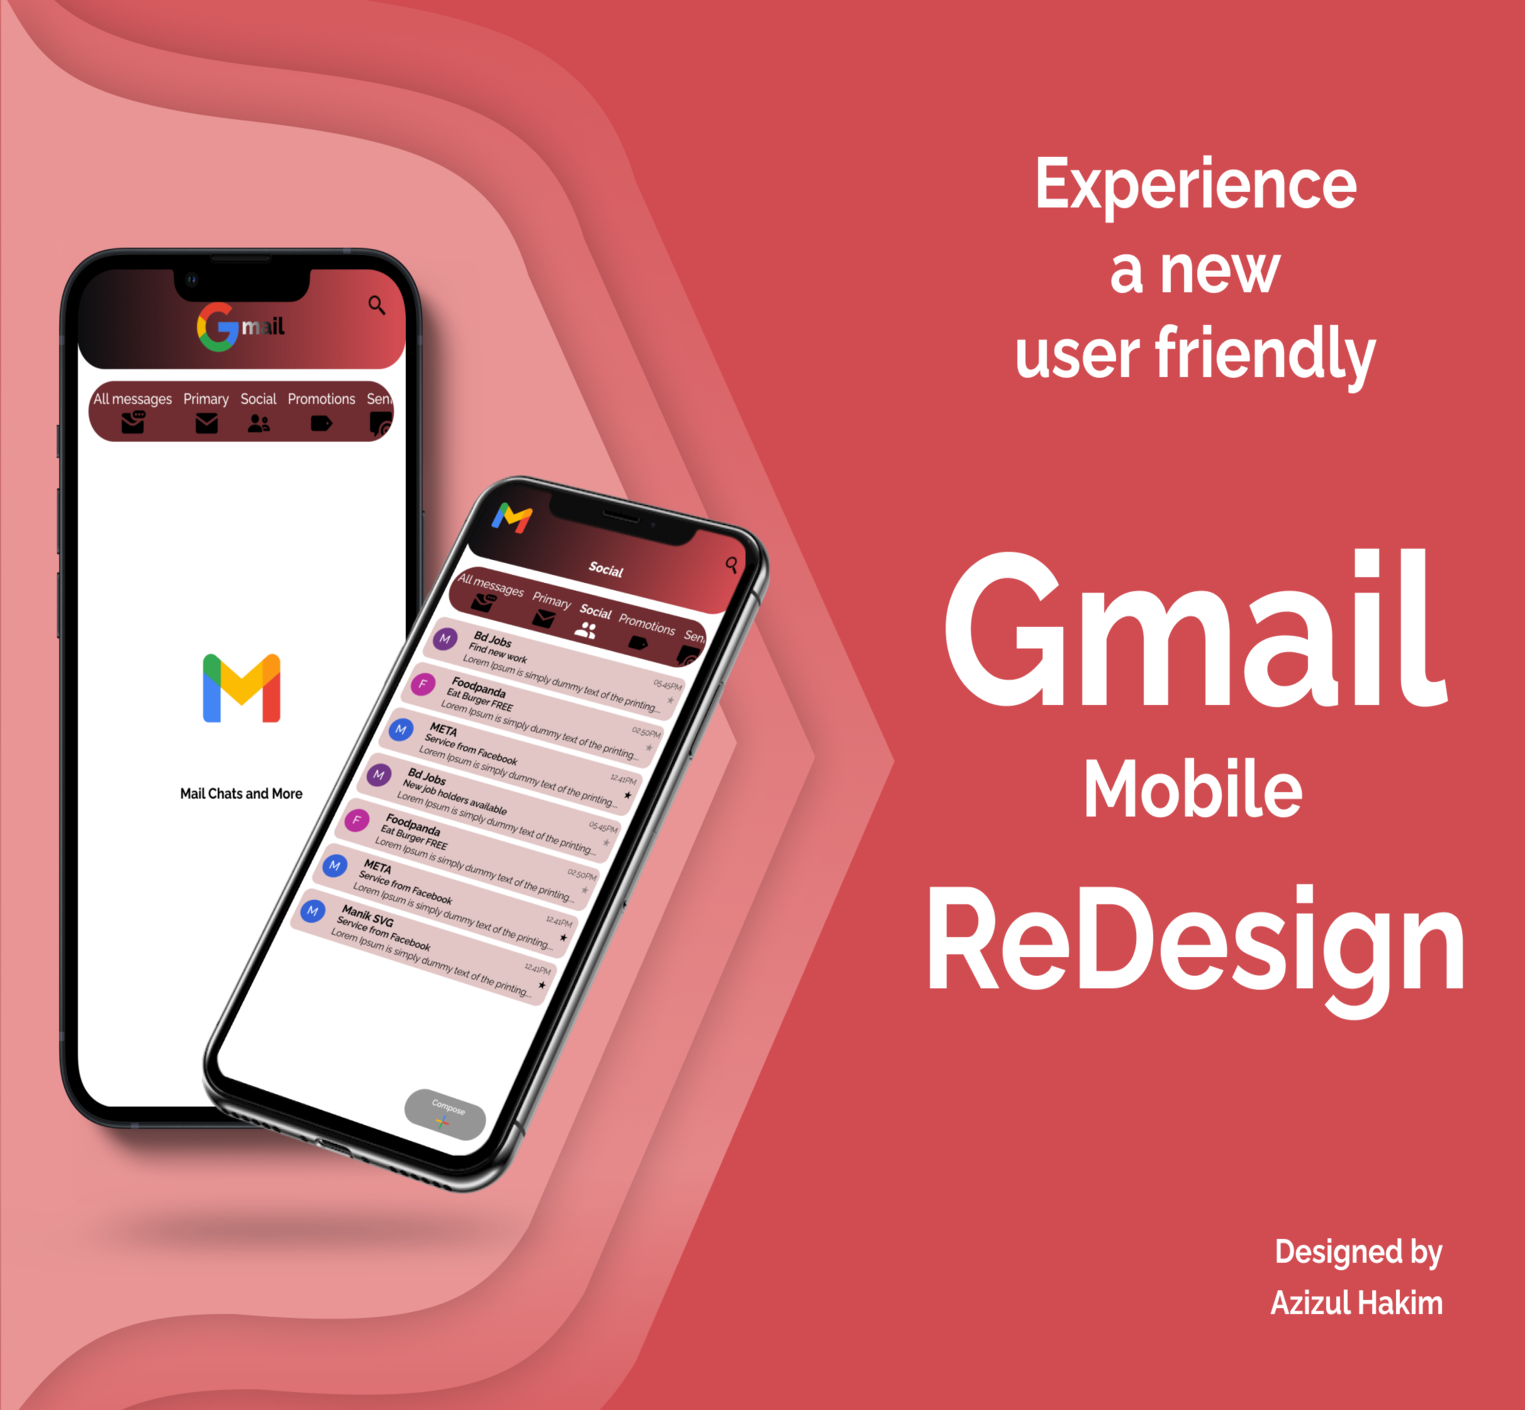 Experience
a new
user friendly
Gmail
Mobile
ReDesign
Designed by
Azizul Hakim
Gmail
All messages Primary Social Promotions Sen
Mail Chats and More
Social
All messages Primary Social Promotions Sen
Bd Jobs
Find new work 05.45PM
Lorem Ipsum is simply dummy text of the printing...
Foodpanda
Eat Burger FREE 02.50PM
Lorem Ipsum is simply dummy text of the printing...
META
Service from Facebook 12.41PM
Lorem Ipsum is simply dummy text of the printing...
Bd Jobs
New job holders available 05.45PM
Lorem Ipsum is simply dummy text of the printing...
Foodpanda
Eat Burger FREE 02.50PM
Lorem Ipsum is simply dummy text of the printing...
META
Service from Facebook 12.41PM
Lorem Ipsum is simply dummy text of the printing...
Manik SVG
Service from Facebook 12.41PM
Lorem Ipsum is simply dummy text of the printing...
M
F
M
M
F
M
M
Compose